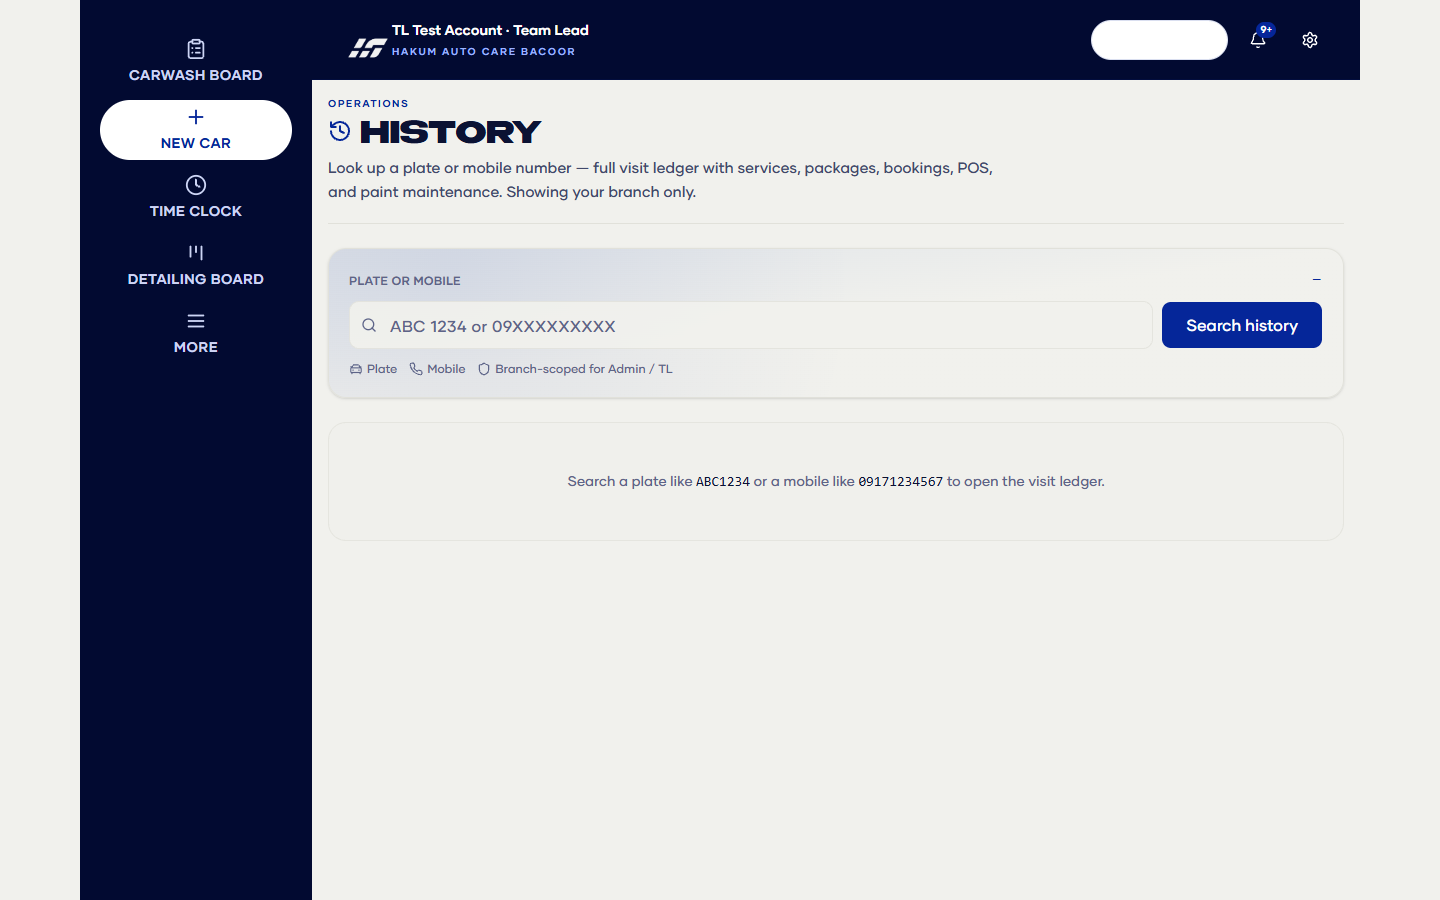 CARWASH BOARD
NEW CAR
TIME CLOCK
DETAILING BOARD
MORE
TL Test Account · Team Lead
HAKUM AUTO CARE BACOOR
9+
OPERATIONS
HISTORY
Look up a plate or mobile number — full visit ledger with services, packages, bookings, POS,
and paint maintenance. Showing your branch only.
PLATE OR MOBILE
–
ABC 1234 or 09XXXXXXXXX
Search history
Plate Mobile Branch-scoped for Admin / TL
Search a plate like ABC1234 or a mobile like 09171234567 to open the visit ledger.